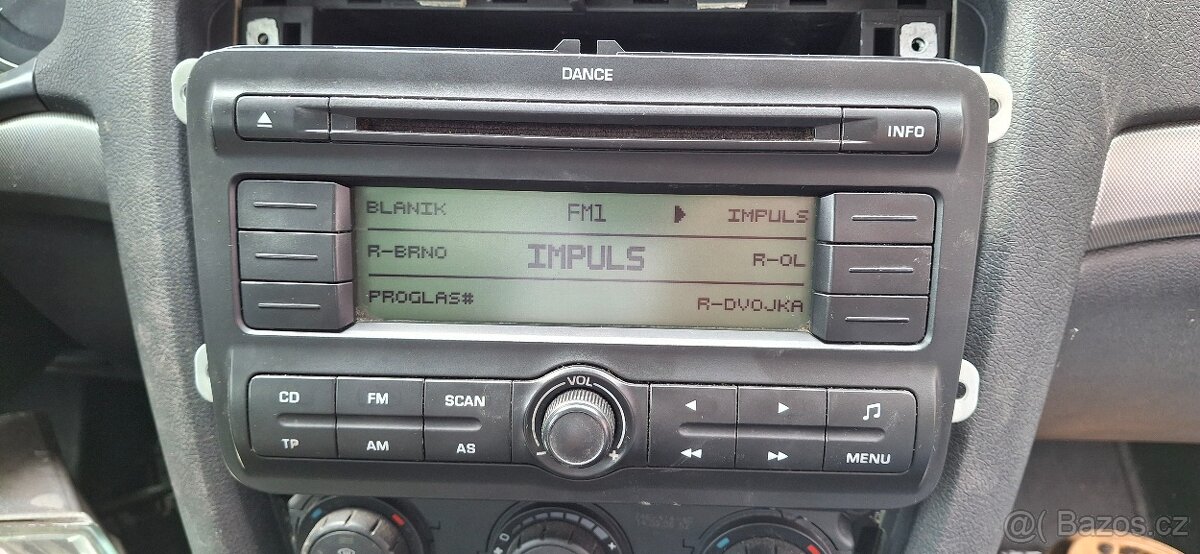 DANCE
INFO
BLANIK FM1 IMPULS
R-BRNO IMPULS R-OL
PROGLAS# R-DVOJKA
CD FM SCAN VOL
TP AM AS - + MENU
@ Bazos.cz